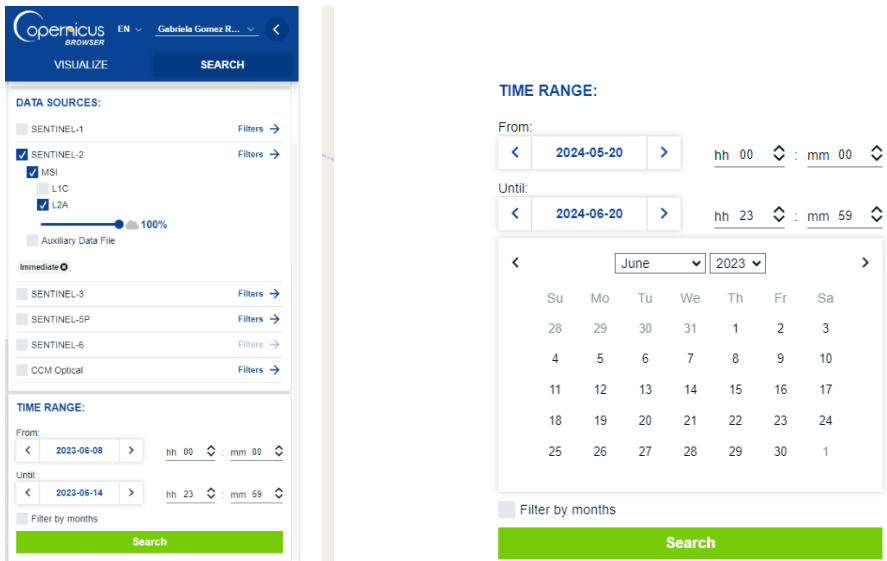 opernicus
BROWSER
EN
Gabriela Gomez R...
VISUALIZE
SEARCH
DATA SOURCES:
SENTINEL-1
Filters
SENTINEL-2
Filters
MSI
L1C
L2A
100%
Auxiliary Data File
Immediate
SENTINEL-3
Filters
SENTINEL-5P
Filters
SENTINEL-6
Filters
CCM Optical
Filters
TIME RANGE:
From:
2023-06-08 hh 00 : mm 00
Until:
2023-06-14 hh 23 : mm 59
Filter by months
Search
TIME RANGE:
From:
2024-05-20 hh 00 : mm 00
Until:
2024-06-20 hh 23 : mm 59
June 2023
Su Mo Tu We Th Fr Sa
28 29 30 31 1 2 3
4 5 6 7 8 9 10
11 12 13 14 15 16 17
18 19 20 21 22 23 24
25 26 27 28 29 30 1
Filter by months
Search